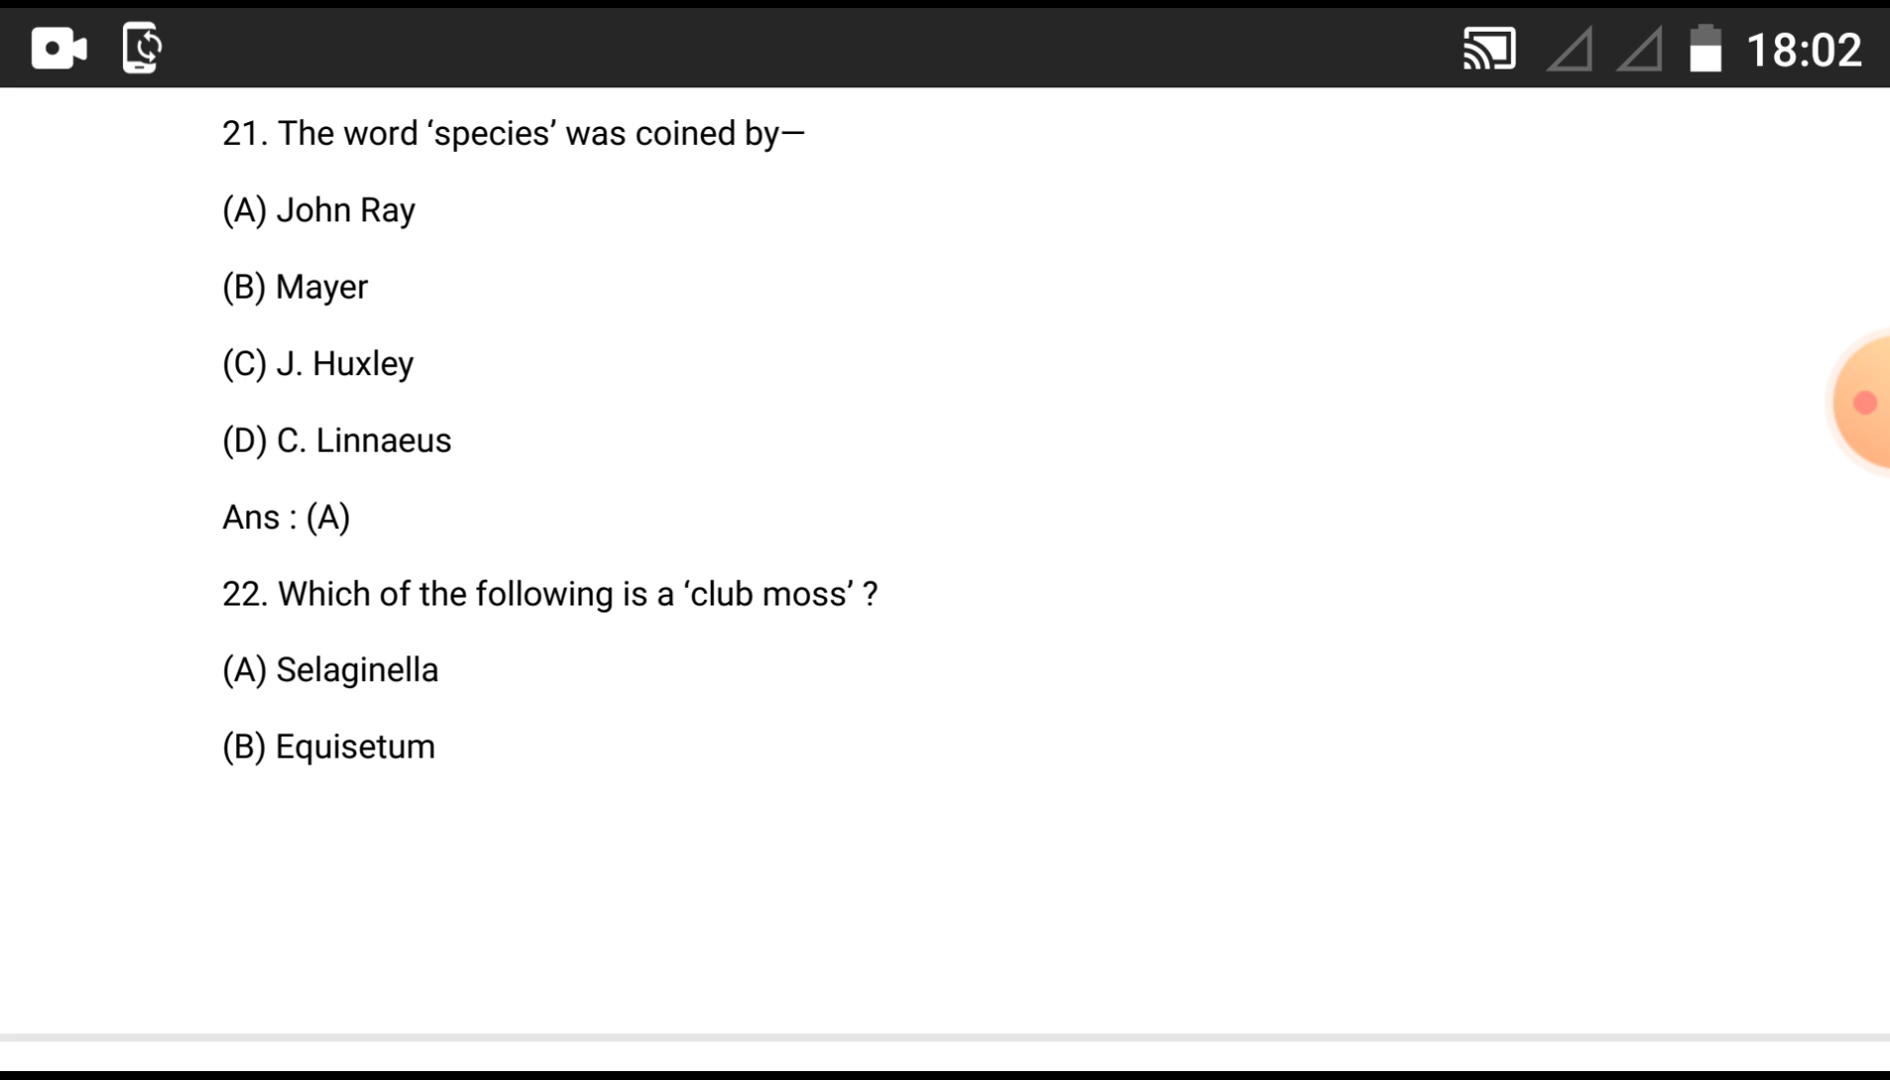 18:02
21. The word ‘species’ was coined by—
(A) John Ray
(B) Mayer
(C) J. Huxley
(D) C. Linnaeus
Ans : (A)
22. Which of the following is a ‘club moss’ ?
(A) Selaginella
(B) Equisetum